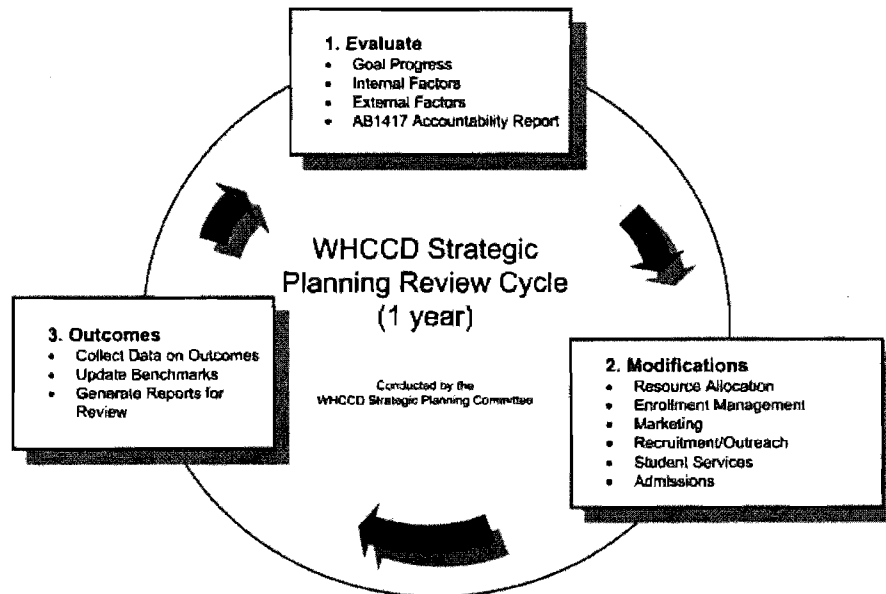 1. Evaluate
• Goal Progress
• Internal Factors
• External Factors
• AB1417 Accountability Report
WHCCD Strategic
Planning Review Cycle
(1 year)
Conducted by the
WHCCD Strategic Planning Committee
2. Modifications
• Resource Allocation
• Enrollment Management
• Marketing
• Recruitment/Outreach
• Student Services
• Admissions
3. Outcomes
• Collect Data on Outcomes
• Update Benchmarks
• Generate Reports for
Review